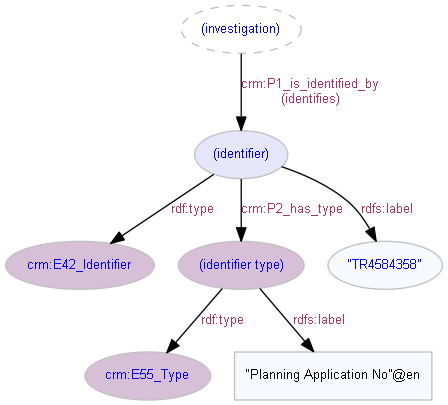 (investigation)
crm:P1_is_identified_by
(identifies)
(identifier)
rdf:type
crm:P2_has_type
rdfs:label
crm:E42_Identifier
(identifier type)
"TR4584358"
rdf:type
rdfs:label
crm:E55_Type
"Planning Application No"@en